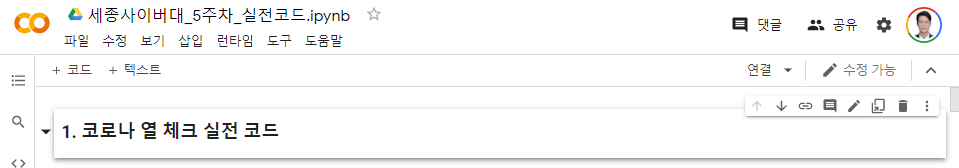 세종사이버대_5주차_실전코드.ipynb
파일 수정 보기 삽입 런타임 도구 도움말
댓글 공유
+ 코드 + 텍스트
연결 수정 가능
1. 코로나 열 체크 실전 코드